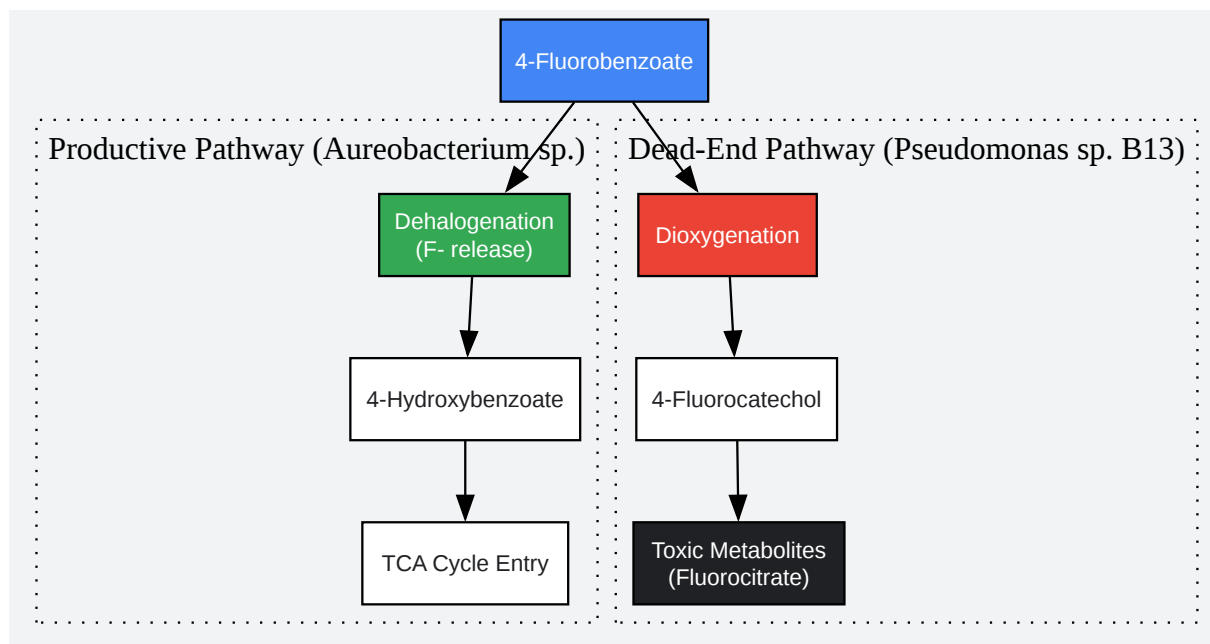 4-Fluorobenzoate
Productive Pathway (Aureobacterium sp.)
Dehalogenation
(F- release)
4-Hydroxybenzoate
TCA Cycle Entry
Dead-End Pathway (Pseudomonas sp. B13)
Dioxygenation
4-Fluorocatechol
Toxic Metabolites
(Fluorocitrate)